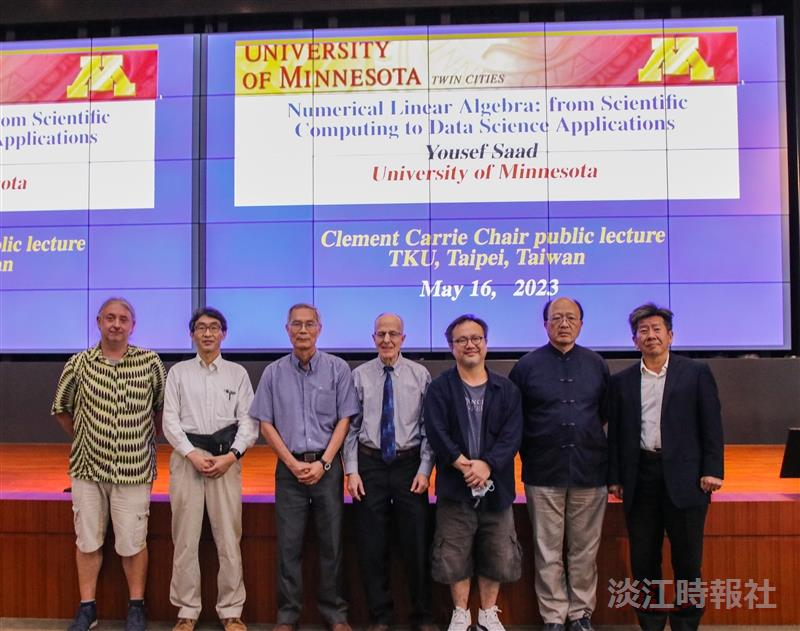 UNIVERSITY
OF MINNESOTA TWIN CITIES
M
Numerical Linear Algebra: from Scientific
Computing to Data Science Applications
Yousef Saad
University of Minnesota
Clement Carrie Chair public lecture
TKU, Taipei, Taiwan
May 16, 2023
M
om Scientific
Applications
ota
lic lecture
an
淡江時報社